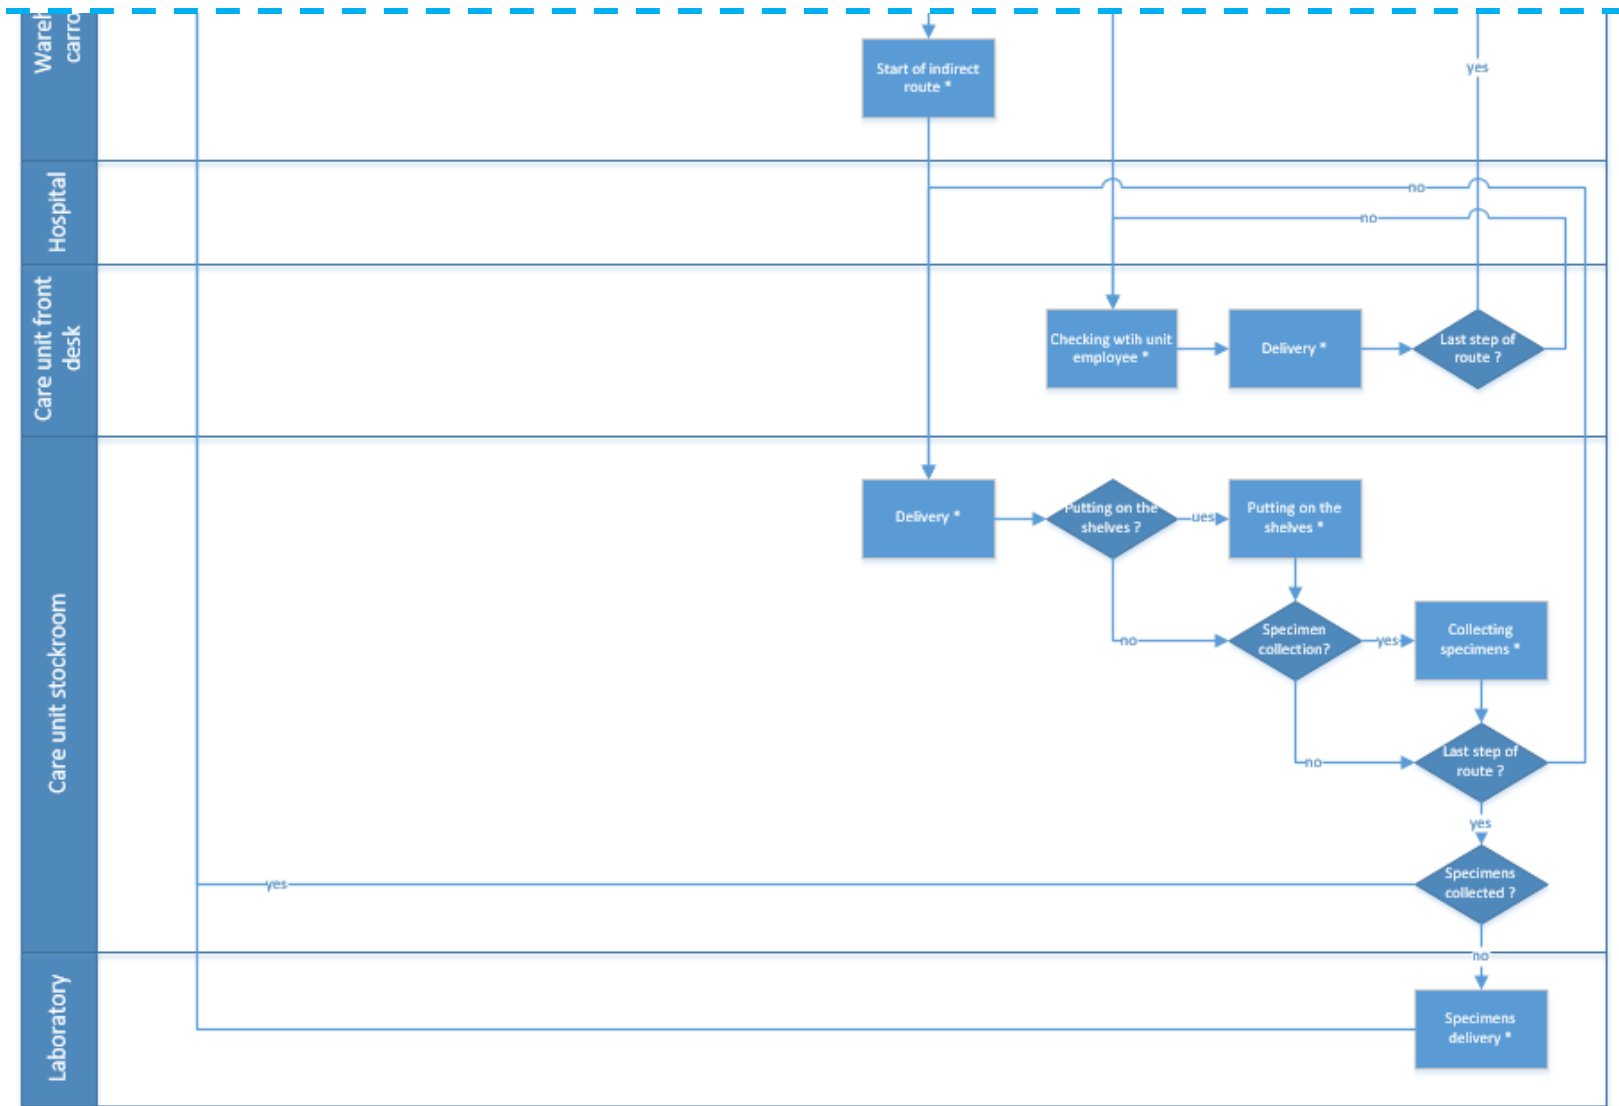 Start of indirect
route *
yes
Hospital
no
no
Care unit front
desk
Checking wtih unit
employee *
Delivery *
Last step of
route ?
Care unit stockroom
Delivery *
Putting on the
shelves ?
ues
Putting on the
shelves *
no
Specimen
collection?
yes
Collecting
specimens *
no
Last step of
route ?
yes
yes
Specimens
collected ?
no
Laboratory
Specimens
delivery *